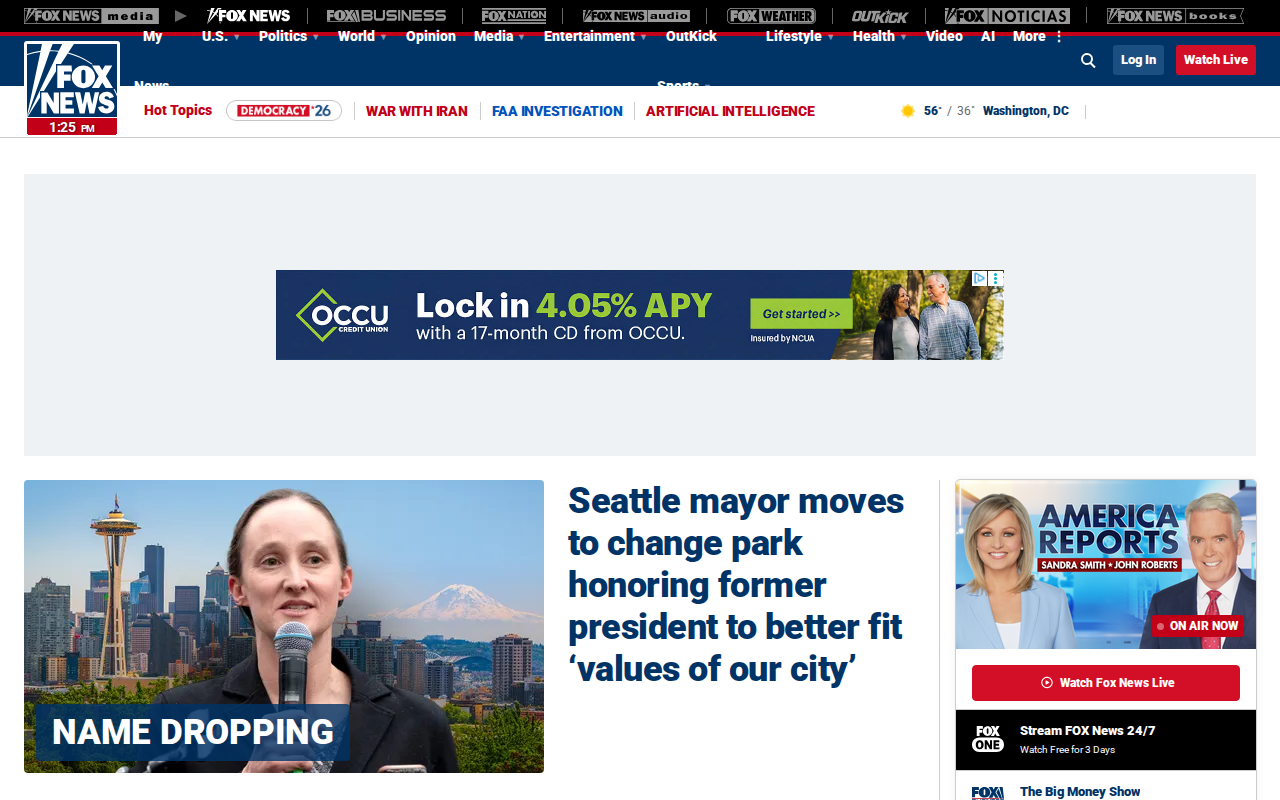 FOX NEWS media
FOX NEWS
FOX BUSINESS
FOX NATION
FOX NEWS audio
FOX WEATHER
OUTKICK
FOX NOTICIAS
FOX NEWS books
My News
U.S.
Politics
World
Opinion
Media
Entertainment
OutKick Sports
Lifestyle
Health
Video
AI
More
Log In
Watch Live
FOX NEWS
1:25 PM
Hot Topics
DEMOCRACY '26
WAR WITH IRAN
FAA INVESTIGATION
ARTIFICIAL INTELLIGENCE
56° / 36°
Washington, DC
OCCU
CREDIT UNION
Lock in 4.05% APY
with a 17-month CD from OCCU.
Get started >>
Insured by NCUA
NAME DROPPING
Seattle mayor moves
to change park
honoring former
president to better fit
‘values of our city’
AMERICA
REPORTS
SANDRA SMITH ★ JOHN ROBERTS
ON AIR NOW
Watch Fox News Live
FOX
ONE
Stream FOX News 24/7
Watch Free for 3 Days
FOX
The Big Money Show